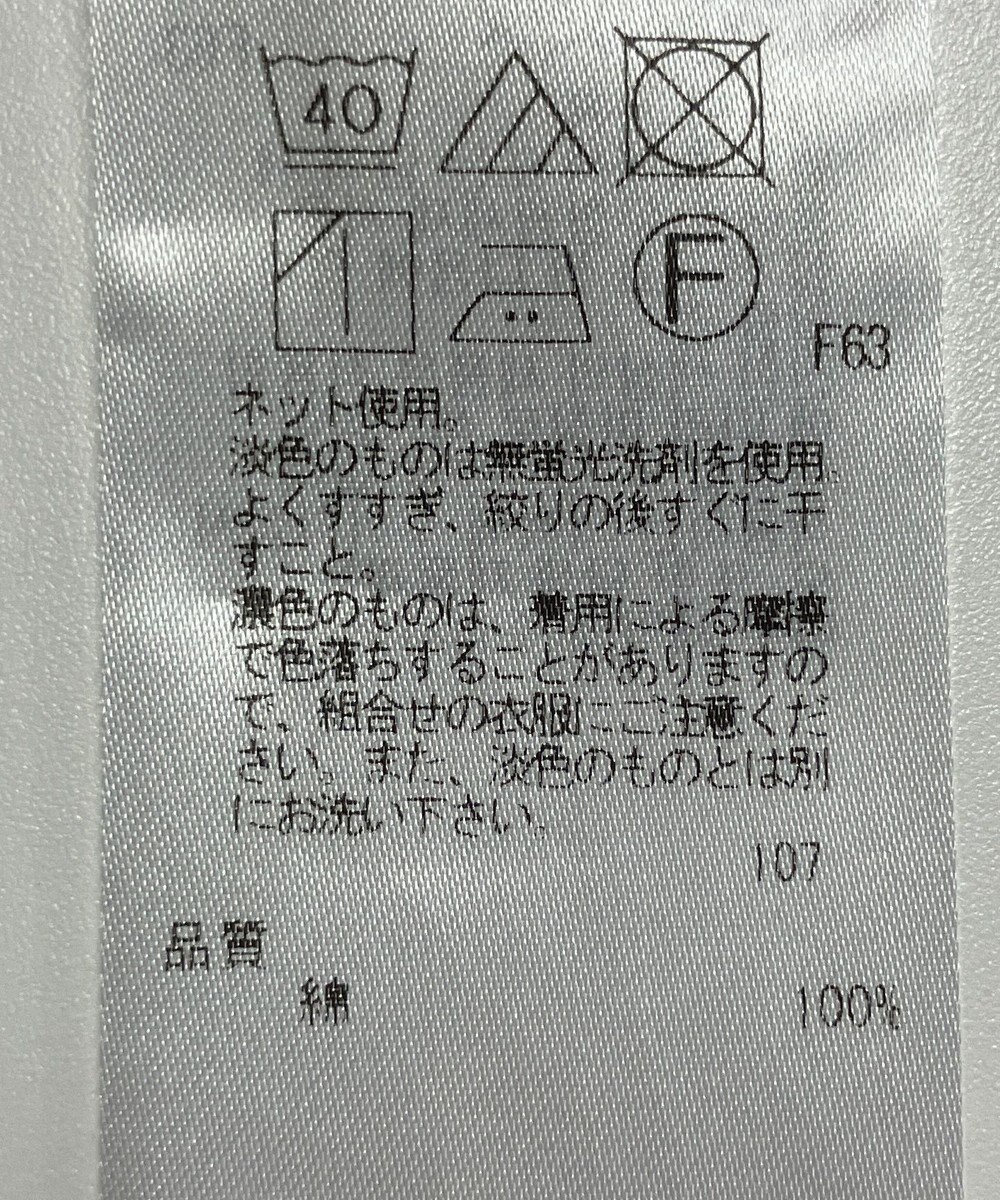 40
F
F63
ネット使用。
淡色のものは無蛍光洗剤を使用。
よくすすぎ、絞りの後すぐに干
すこと。
濃色のものは、着用による摩擦
で色落ちすることがありますの
で、組合せの衣服にご注意くだ
さい。また、淡色のものとは別
にお洗い下さい。
107
品質
綿 100%